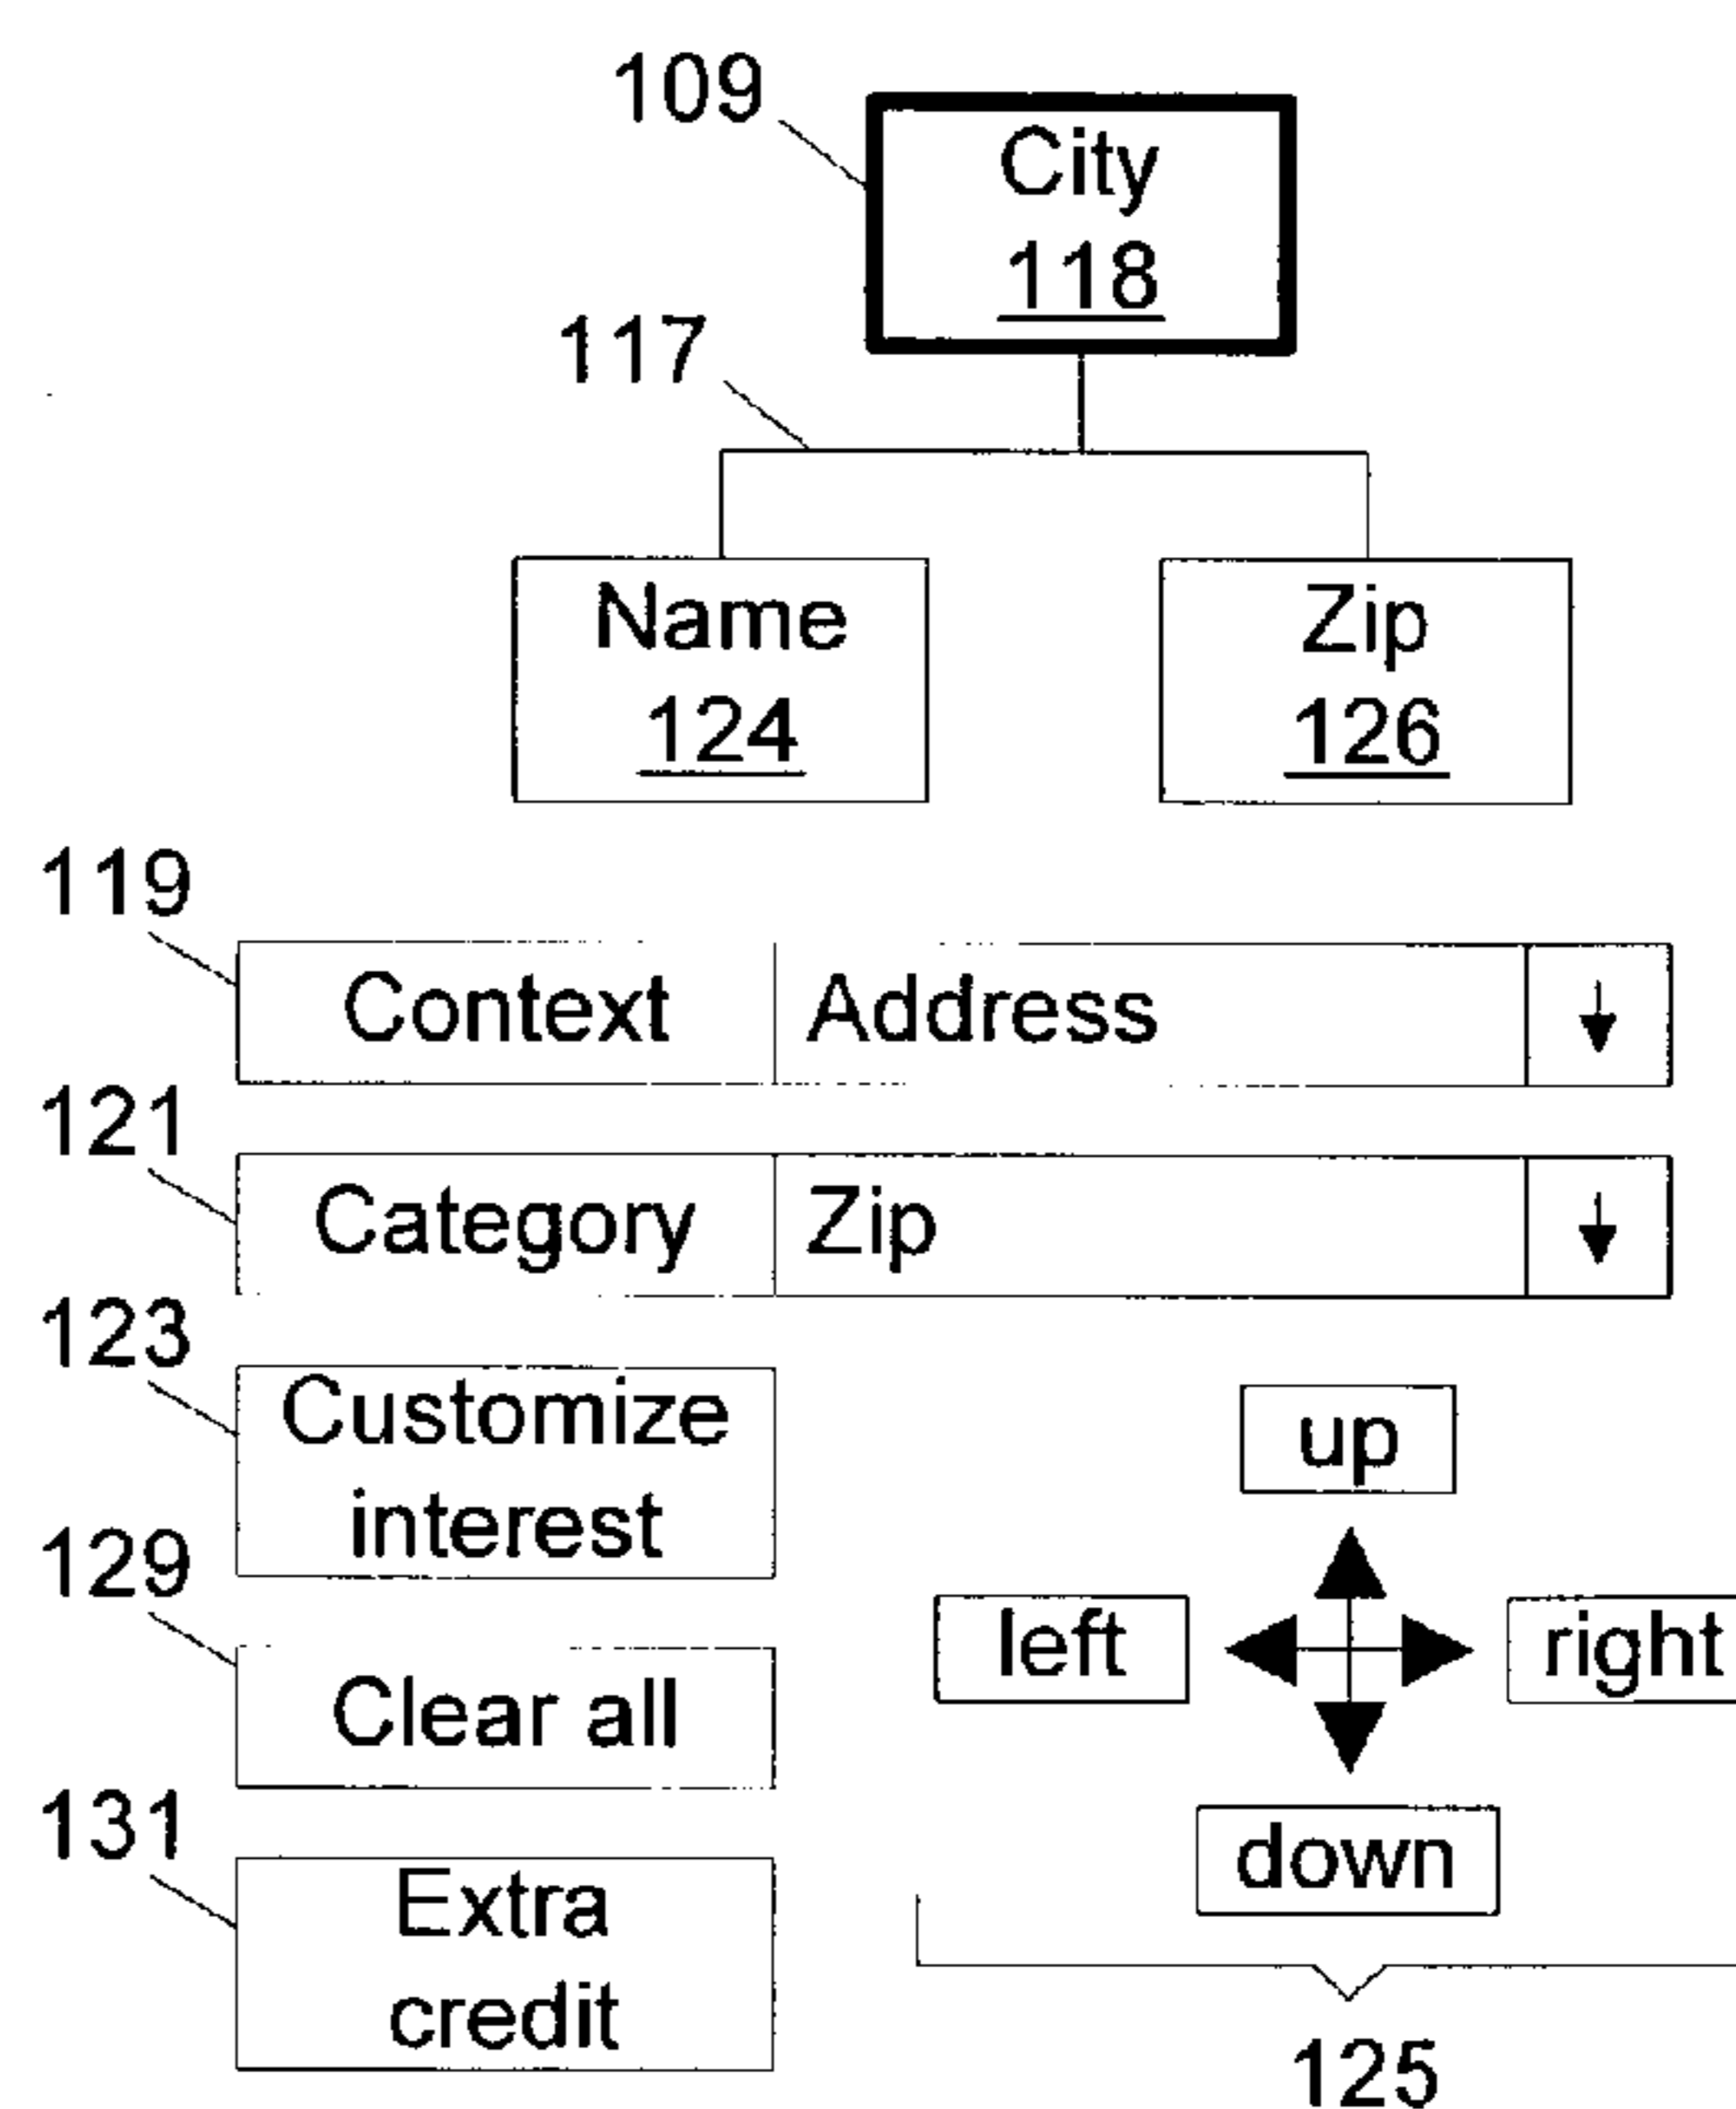 109
City
118
117
Name
124
Zip
126
119
Context Address
121
Category Zip
123
Customize
interest
up
129
left right
Clear all
131
down
Extra
credit
125